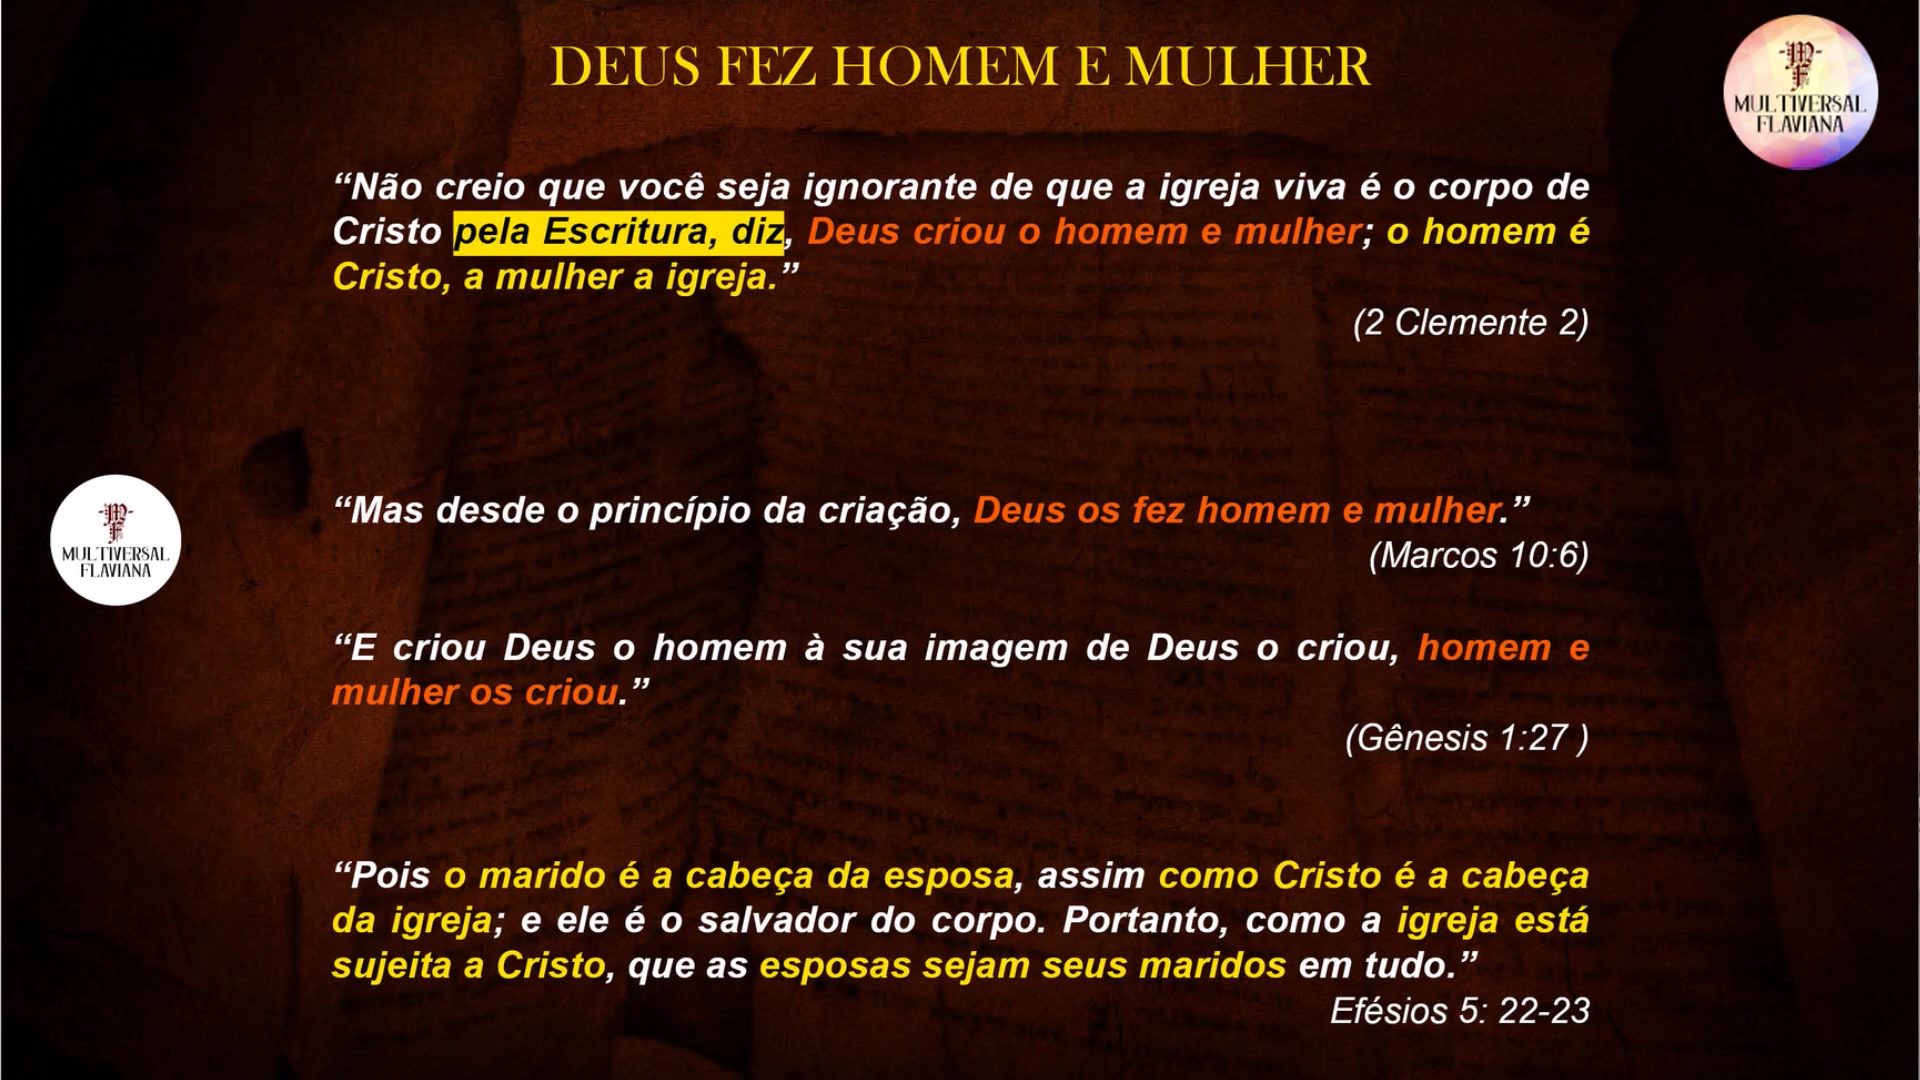 DEUS FEZ HOMEM E MULHER
-M-
F
MULTIVERSAL
FLAVIANA
“Não creio que você seja ignorante de que a igreja viva é o corpo de
Cristo pela Escritura, diz, Deus criou o homem e mulher; o homem é
Cristo, a mulher a igreja.”
(2 Clemente 2)
“Mas desde o princípio da criação, Deus os fez homem e mulher.”
(Marcos 10:6)
-M-
F
MULTIVERSAL
FLAVIANA
“E criou Deus o homem à sua imagem de Deus o criou, homem e
mulher os criou.”
(Gênesis 1:27 )
“Pois o marido é a cabeça da esposa, assim como Cristo é a cabeça
da igreja; e ele é o salvador do corpo. Portanto, como a igreja está
sujeita a Cristo, que as esposas sejam seus maridos em tudo.”
Efésios 5: 22-23